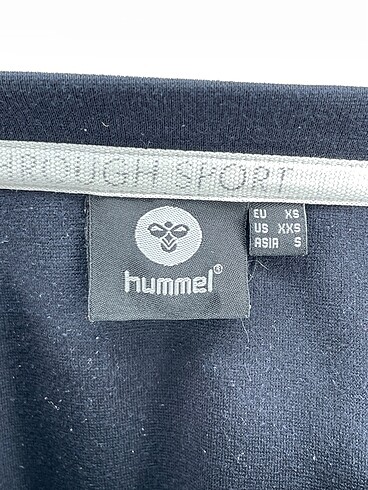 ROUGH SPORT
hummel®
EU XS
US XXS
ASIA S